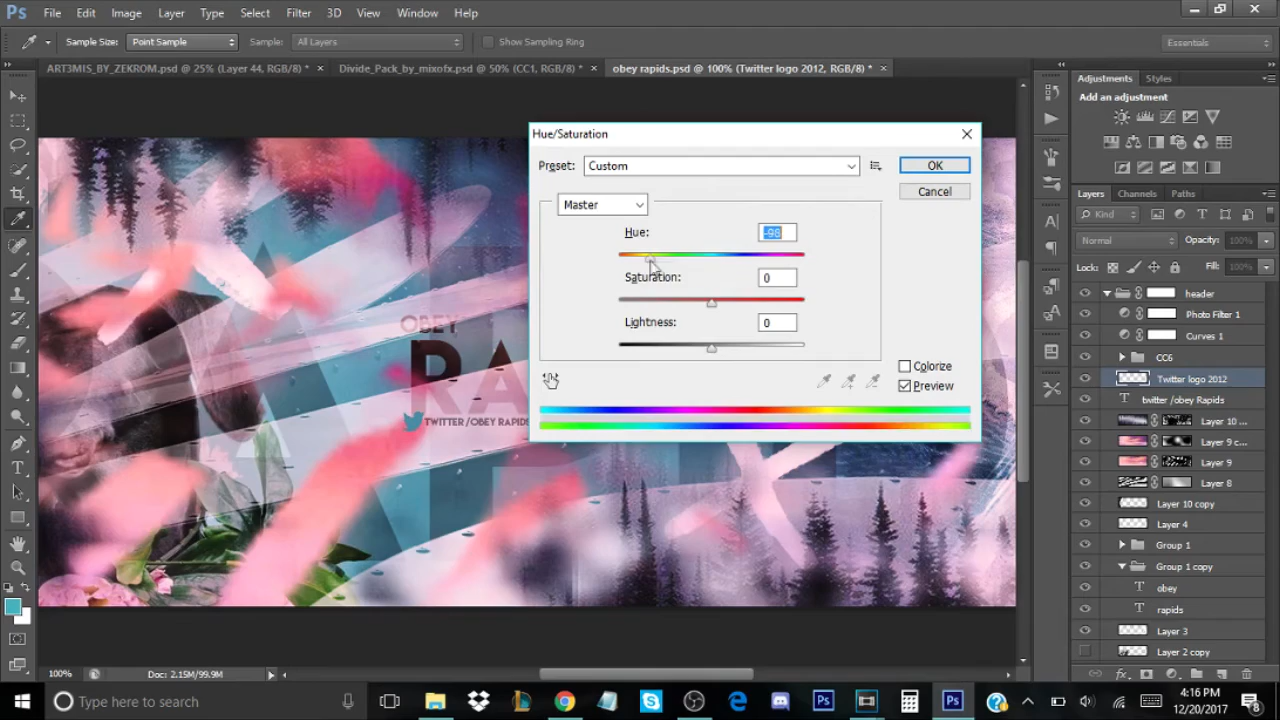 Ps File Edit Image Layer Type Select Filter 3D View Window Help
Sample Size: Point Sample Sample: All Layers Show Sampling Ring Essentials
ART3MIS_BY_ZEKROM.psd @ 25% (Layer 44, RGB/8) * × Divide_Pack_by_mixofx.psd @ 50% (CC1, RGB/8) * × obey rapids.psd @ 100% (Twitter logo 2012, RGB/8) * ×
Adjustments Styles
Add an adjustment
Hue/Saturation
Preset: Custom OK
Cancel
Master
Hue: -98
Saturation: 0
Lightness: 0
Colorize
Preview
OBEY
RA
TWITTER /OBEY RAPIDS
Layers Channels Paths
Kind
Normal Opacity: 100%
Lock: Fill: 100%
header
Photo Filter 1
Curves 1
CC6
Twitter logo 2012
twitter /obey Rapids
Layer 10 ...
Layer 9 c...
Layer 9
Layer 8
Layer 10 copy
Layer 4
Group 1
Group 1 copy
obey
rapids
Layer 3
Layer 2 copy
100% Doc: 2.15M/99.9M
Type here to search
4:16 PM
12/20/2017
8